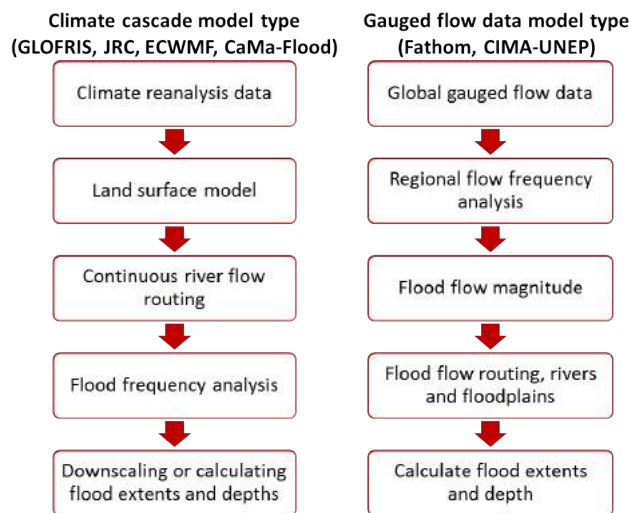 Climate cascade model type
(GLOFRIS, JRC, ECWMF, CaMa-Flood)
Climate reanalysis data
Land surface model
Continuous river flow
routing
Flood frequency analysis
Downscaling or calculating
flood extents and depths
Gauged flow data model type
(Fathom, CIMA-UNEP)
Global gauged flow data
Regional flow frequency
analysis
Flood flow magnitude
Flood flow routing, rivers
and floodplains
Calculate flood extents
and depth